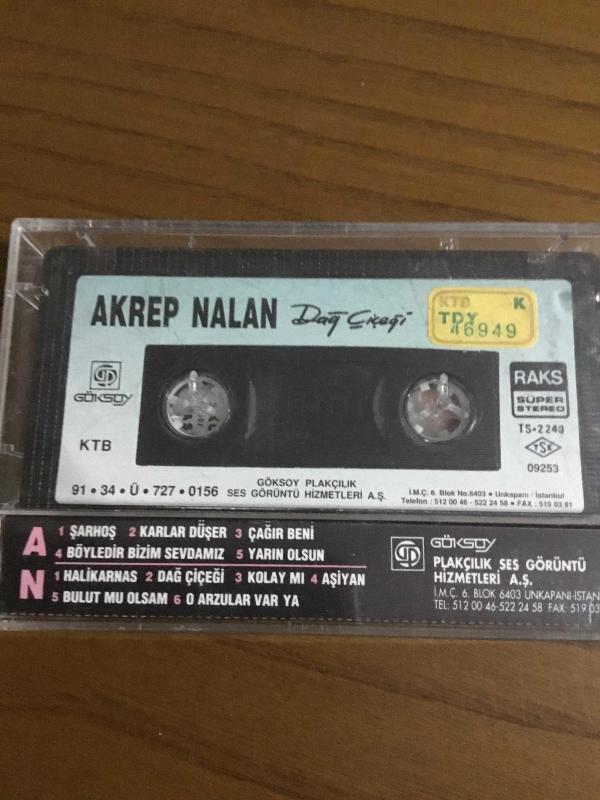 AKREP NALAN Dağ Çiçeği
KTB K
TDY
46949
GÖKSOY
RAKS
SÜPER
STEREO
TS•2240
TSK
09253
KTB
91•34•Ü•727•0156
GÖKSOY PLAKÇILIK
SES GÖRÜNTÜ HİZMETLERİ A.Ş.
İ.M.Ç. 6. Blok No.6403 • Unkapanı / İstanbul
Telefon : 512 00 46 - 522 24 58 • FAX : 519 03 81
A 1 ŞARHOŞ 2 KARLAR DÜŞER 3 ÇAĞIR BENİ
4 BÖYLEDİR BİZİM SEVDAMIZ 5 YARIN OLSUN
N 1 HALİKARNAS 2 DAĞ ÇİÇEĞİ 3 KOLAY MI 4 AŞİYAN
5 BULUT MU OLSAM 6 O ARZULAR VAR YA
GÖKSOY
PLAKÇILIK SES GÖRÜNTÜ
HİZMETLERİ A.Ş.
İ.M.Ç. 6. BLOK 6403 UNKAPANI-İSTAN
TEL: 512 00 46-522 24 58 FAX: 519 03